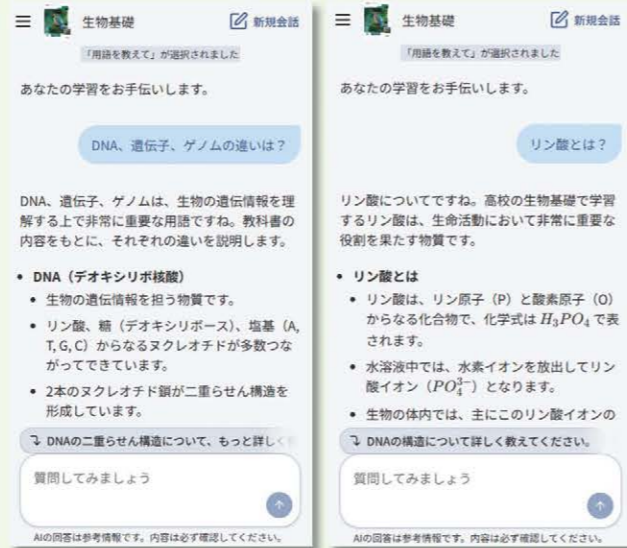 生物基礎
新規会話
「用語を教えて」が選択されました
あなたの学習をお手伝いします。
DNA、遺伝子、ゲノムの違いは？
DNA、遺伝子、ゲノムは、生物の遺伝情報を理
解する上で非常に重要な用語ですね。教科書の
内容をもとに、それぞれの違いを説明します。
• DNA（デオキシリボ核酸）
• 生物の遺伝情報を担う物質です。
• リン酸、糖（デオキシリボース）、塩基（A,
T, G, C）からなるヌクレオチドが多数つな
がってできています。
• 2本のヌクレオチド鎖が二重らせん構造を
形成しています。
DNAの二重らせん構造について、もっと詳しく
質問してみましょう
AIの回答は参考情報です。内容は必ず確認してください。
生物基礎
新規会話
「用語を教えて」が選択されました
あなたの学習をお手伝いします。
リン酸とは？
リン酸についてですね。高校の生物基礎で学習
するリン酸は、生命活動において非常に重要な
役割を果たす物質です。
• リン酸とは
• リン酸は、リン原子（P）と酸素原子（O）
からなる化合物で、化学式は H₃PO₄ で表
されます。
• 水溶液中では、水素イオンを放出してリン
酸イオン（PO₄³⁻）となります。
• 生物の体内では、主にこのリン酸イオンの
DNAの構造について詳しく教えてください。
質問してみましょう
AIの回答は参考情報です。内容は必ず確認してください。